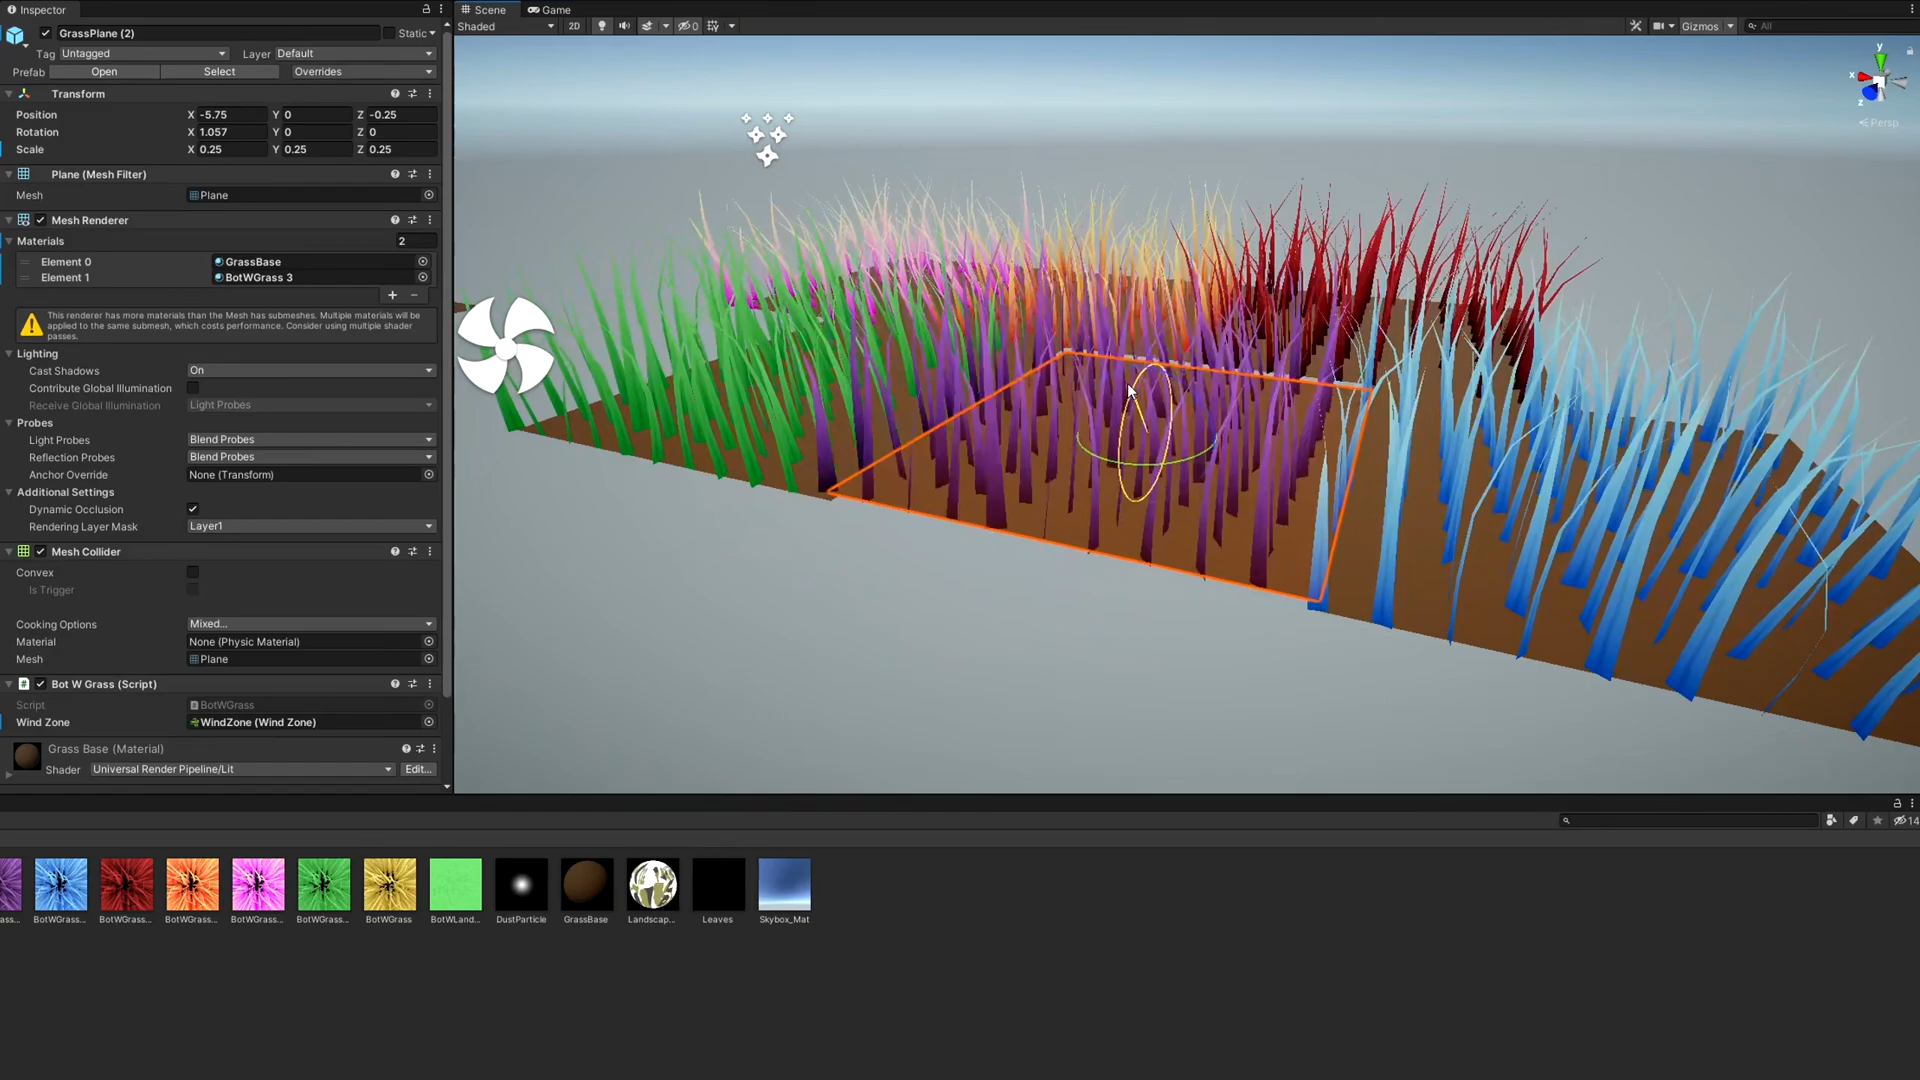 Inspector
Scene Game
GrassPlane (2) Static
Shaded 2D 0 Gizmos All
Tag Untagged Layer Default
Prefab Open Select Overrides
Transform
Position X -5.75 Y 0 Z -0.25
Rotation X 1.057 Y 0 Z 0
Scale X 0.25 Y 0.25 Z 0.25
y
x
z
Persp
Plane (Mesh Filter)
Mesh Plane
Mesh Renderer
Materials 2
Element 0 GrassBase
Element 1 BotWGrass 3
This renderer has more materials than the Mesh has submeshes. Multiple materials will be
applied to the same submesh, which costs performance. Consider using multiple shader
passes.
Lighting
Cast Shadows On
Contribute Global Illumination
Receive Global Illumination Light Probes
Probes
Light Probes Blend Probes
Reflection Probes Blend Probes
Anchor Override None (Transform)
Additional Settings
Dynamic Occlusion
Rendering Layer Mask Layer1
Mesh Collider
Convex
Is Trigger
Cooking Options Mixed...
Material None (Physic Material)
Mesh Plane
Bot W Grass (Script)
Script BotWGrass
Wind Zone WindZone (Wind Zone)
Grass Base (Material)
Shader Universal Render Pipeline/Lit Edit...
14
ass... BotWGrass... BotWGrass... BotWGrass... BotWGrass... BotWGrass... BotWGrass BotWLand... DustParticle GrassBase Landscap... Leaves Skybox_Mat